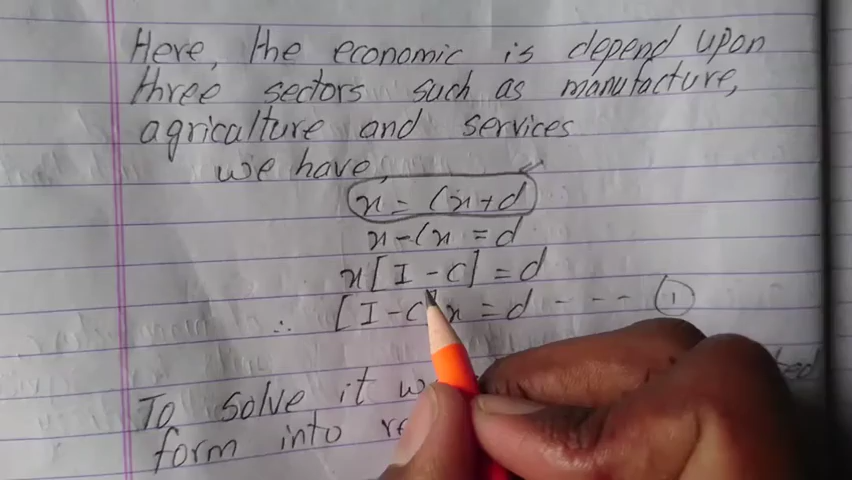 Here, the economic is depend upon
three sectors such as manufacture,
agriculture and services
we have,
x = Cx + d
x - Cx = d
x [I - C] = d
∴ [I - C] x = d - - - ①
To solve it
form into